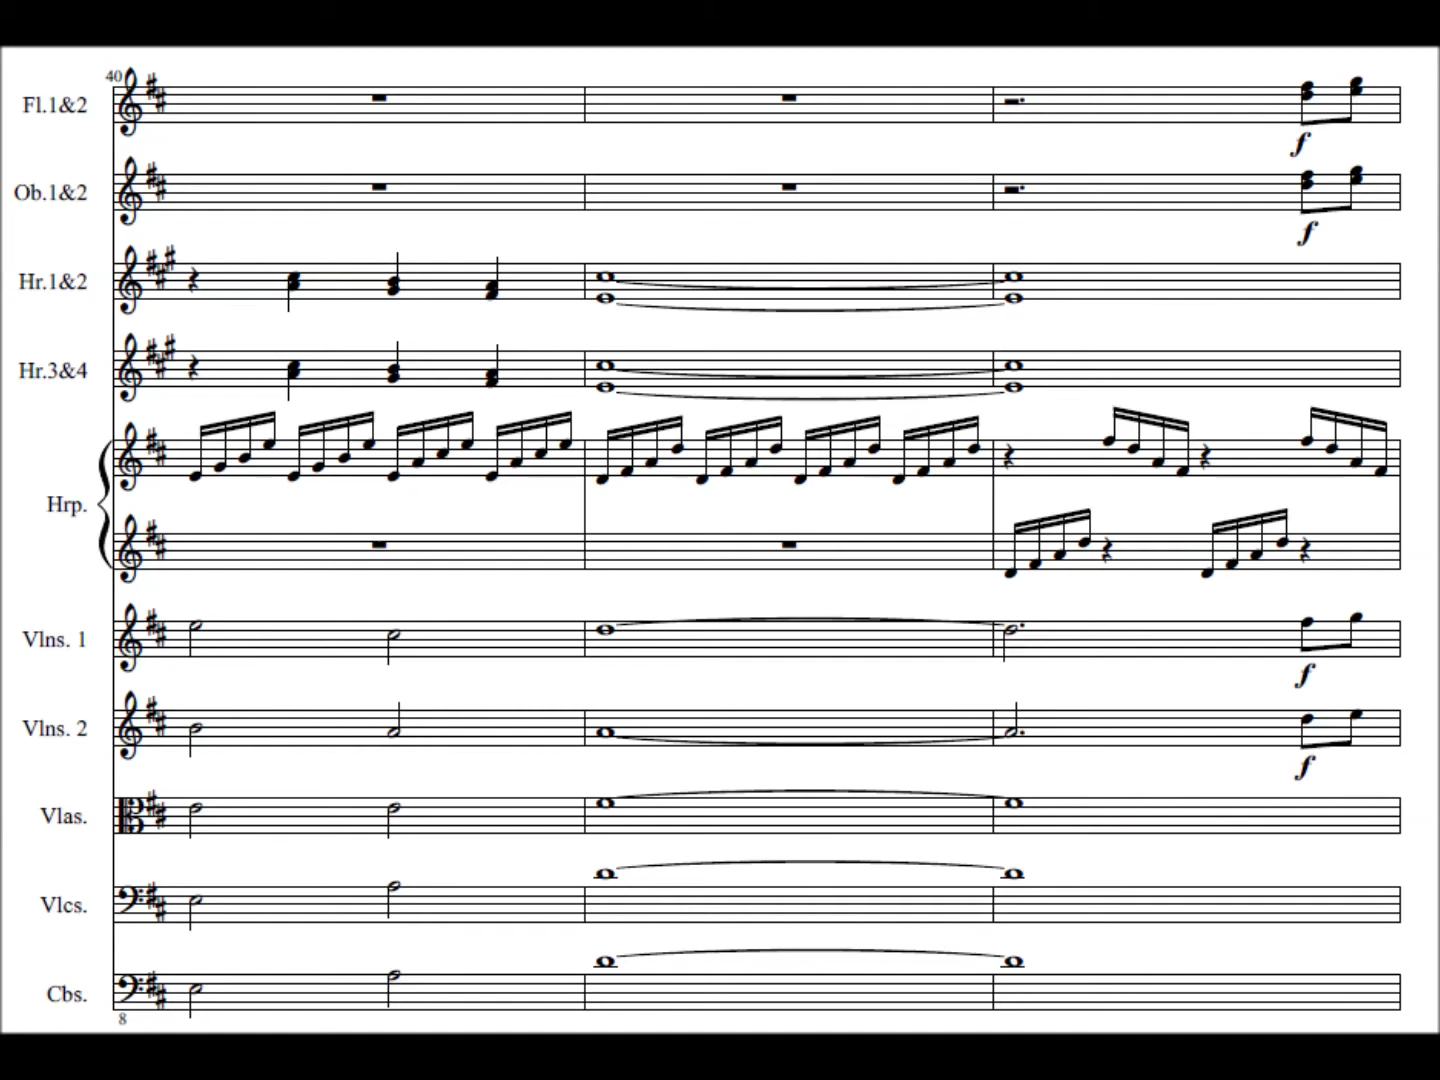 40
Fl.1&2
f
Ob.1&2
f
Hr.1&2
Hr.3&4
Hrp.
Vlns. 1
f
Vlns. 2
f
Vlas.
Vlcs.
Cbs.
8